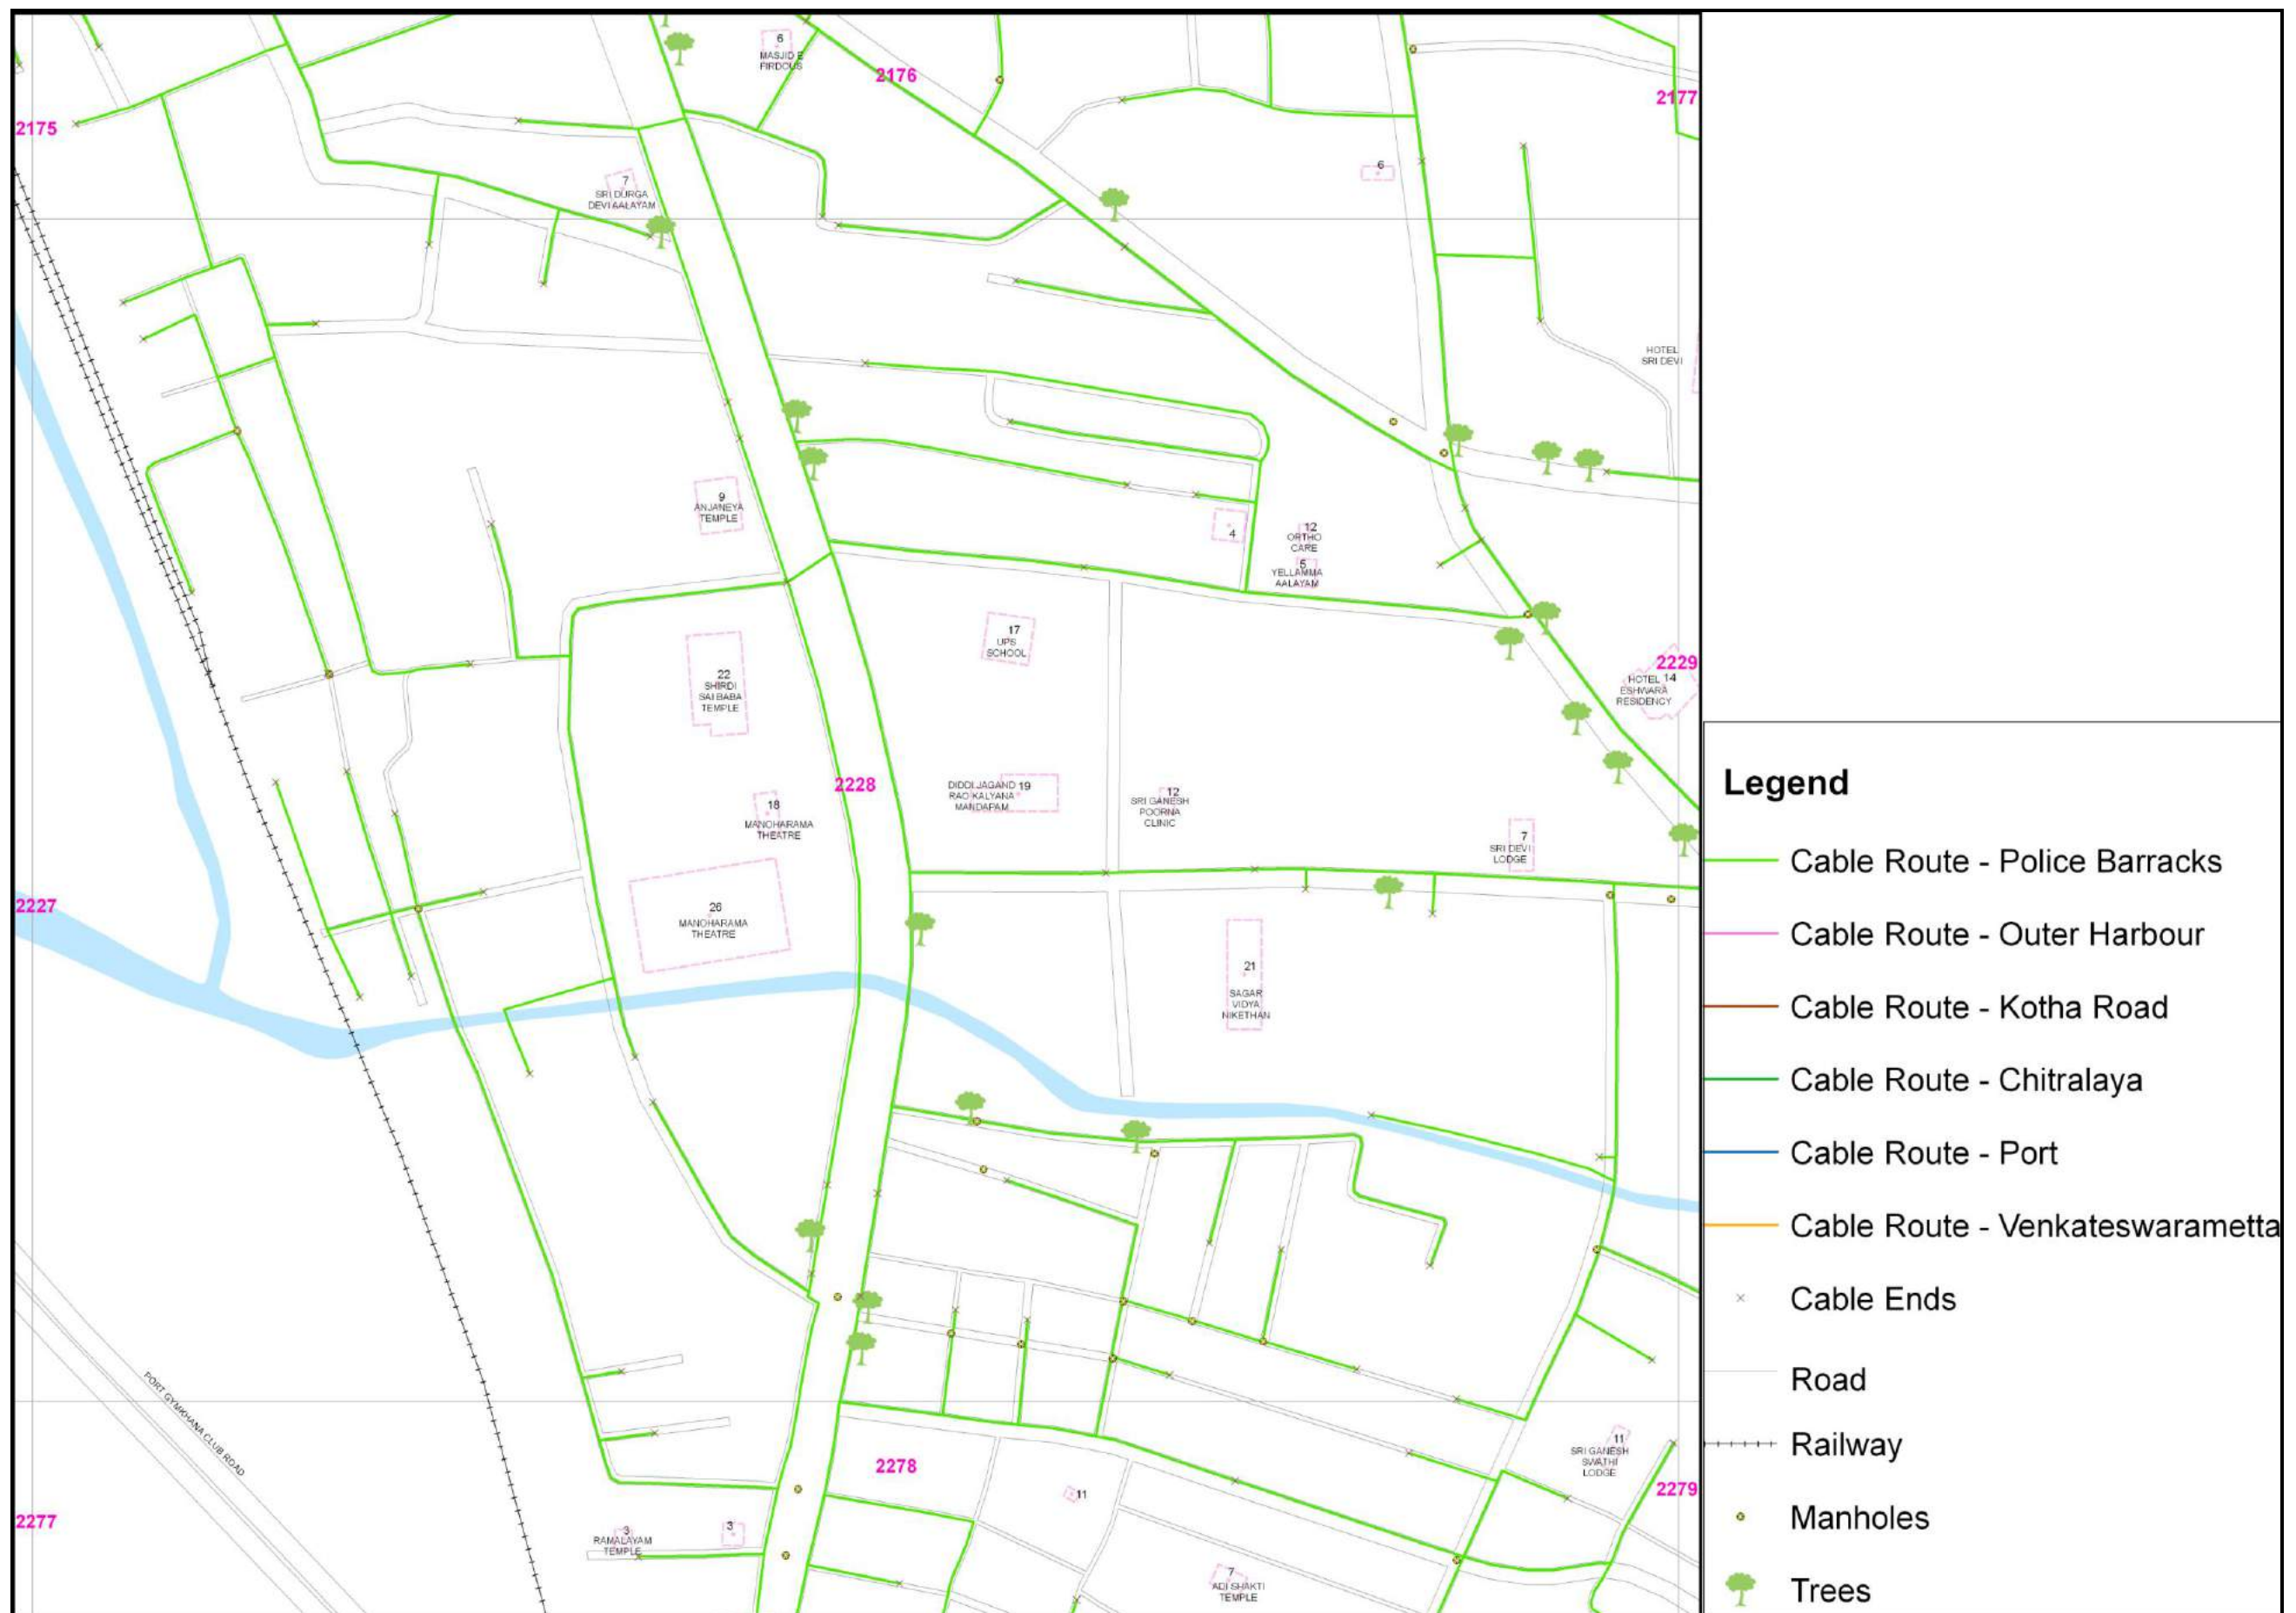 6
MASJID E
FIRDOUS
2176
2177
2175
6
7
SRI DURGA
DEVI AALAYAM
HOTEL
SRI DEVI
9
ANJANEYA
TEMPLE
4
12
ORTHO
CARE
5
YELLAMMA
AALAYAM
17
UPS
SCHOOL
22
SHIRDI
SAI BABA
TEMPLE
2229
HOTEL 14
ESHWARA
RESIDENCY
2228
DIDDI JAGAND 19
RAO KALYANA
MANDAPAM
12
SRI GANESH
POORNA
CLINIC
18
MANOHARAMA
THEATRE
7
SRI DEVI
LODGE
2227
26
MANOHARAMA
THEATRE
21
SAGAR
VIDYA
NIKETHAN
PORT GYMKHANA CLUB ROAD
2278
11
SRI GANESH
SWATHI
LODGE
2279
11
2277
3
RAMALAYAM
TEMPLE
3
7
ADI SHAKTI
TEMPLE
Legend
Cable Route - Police Barracks
Cable Route - Outer Harbour
Cable Route - Kotha Road
Cable Route - Chitralaya
Cable Route - Port
Cable Route - Venkateswarametta
Cable Ends
Road
Railway
Manholes
Trees